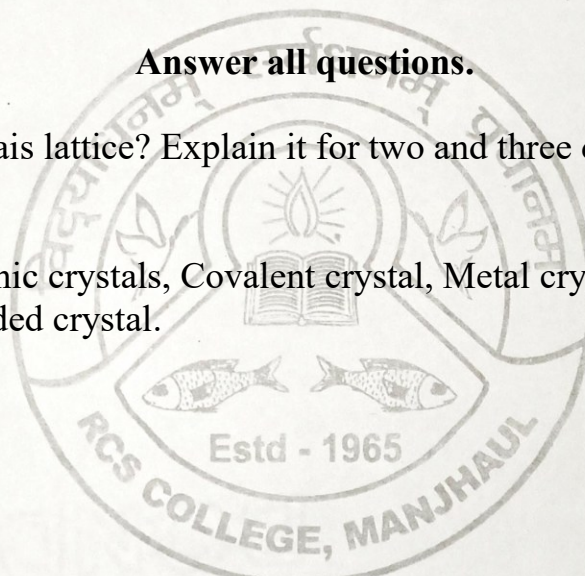 Answer all questions.
ais lattice? Explain it for two and three
nic crystals, Covalent crystal, Metal cry
ded crystal.
Estd - 1965
RCS COLLEGE, MANJHAUL